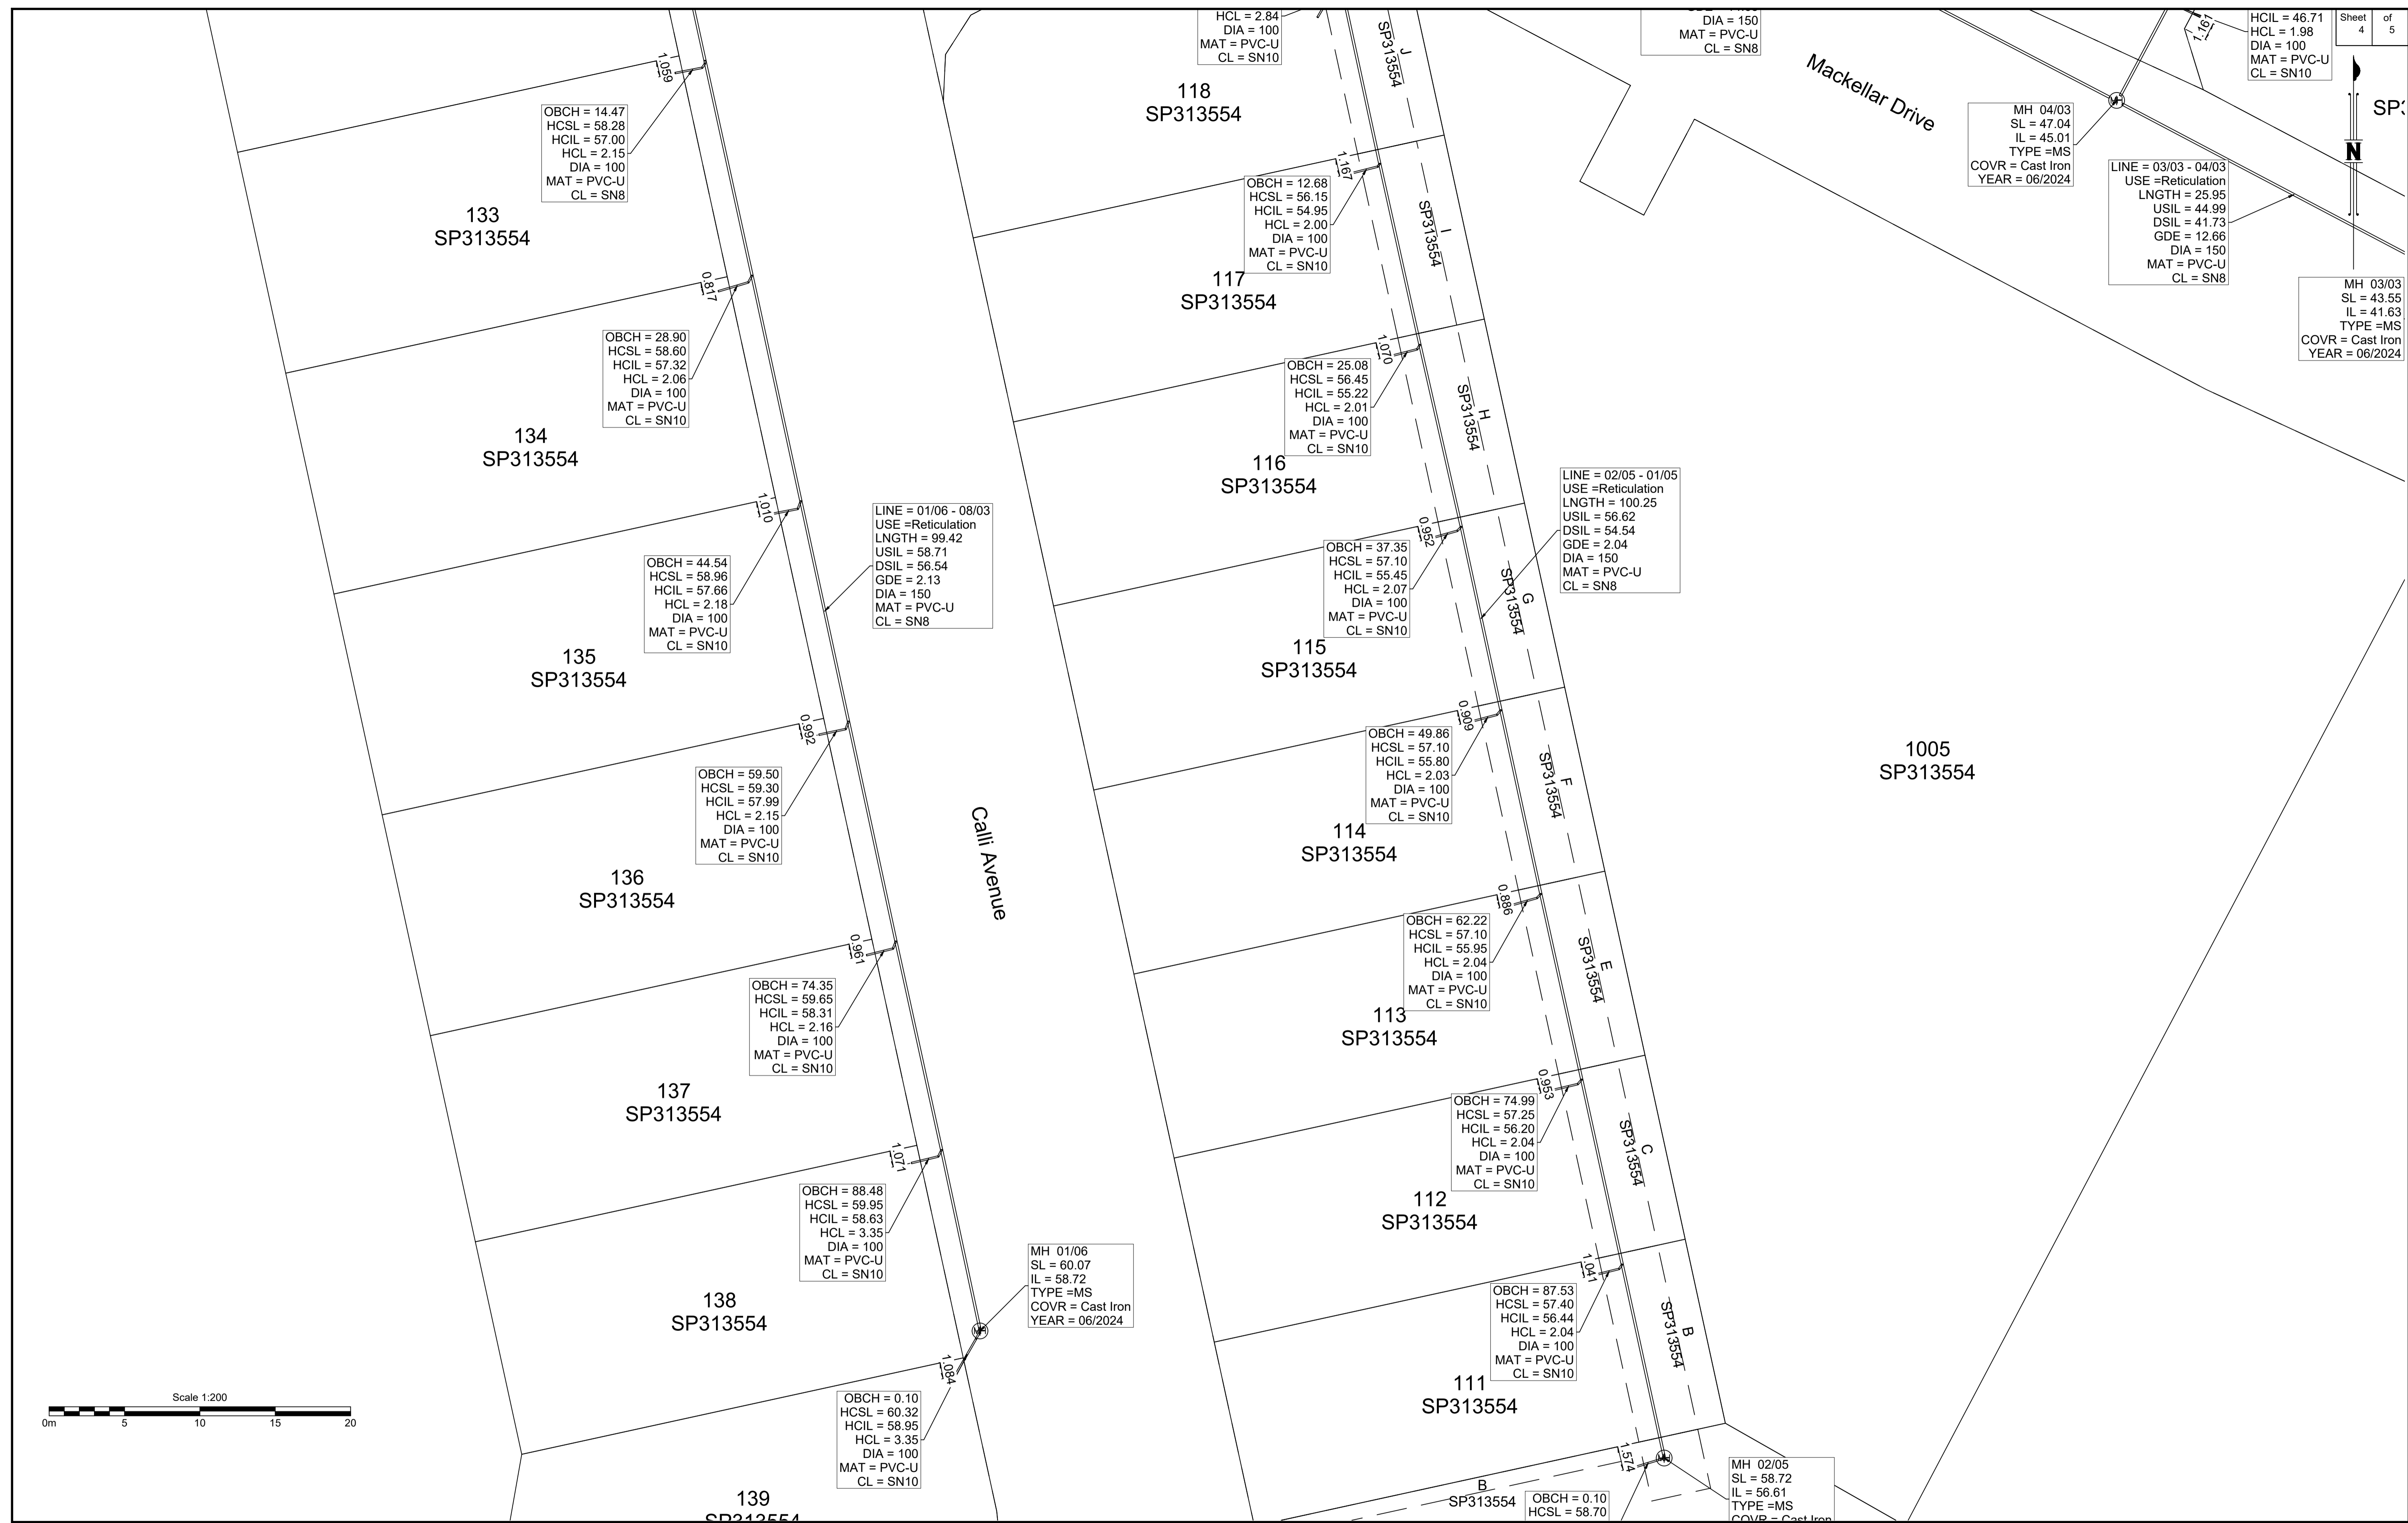 HCL = 2.84
DIA = 100
MAT = PVC-U
CL = SN10
DIA = 150
MAT = PVC-U
CL = SN8
HCIL = 46.71
HCL = 1.98
DIA = 100
MAT = PVC-U
CL = SN10
Sheet of
4 5
1.161
J
SP313554
Mackellar Drive
118
SP313554
1.059
OBCH = 14.47
HCSL = 58.28
HCIL = 57.00
HCL = 2.15
DIA = 100
MAT = PVC-U
CL = SN8
MH 04/03
SL = 47.04
IL = 45.01
TYPE =MS
COVR = Cast Iron
YEAR = 06/2024
N
LINE = 03/03 - 04/03
USE =Reticulation
LNGTH = 25.95
USIL = 44.99
DSIL = 41.73
GDE = 12.66
DIA = 150
MAT = PVC-U
CL = SN8
MH 03/03
SL = 43.55
IL = 41.63
TYPE =MS
COVR = Cast Iron
YEAR = 06/2024
1.167
OBCH = 12.68
HCSL = 56.15
HCIL = 54.95
HCL = 2.00
DIA = 100
MAT = PVC-U
CL = SN10
I
SP313554
133
SP313554
117
SP313554
0.817
OBCH = 28.90
HCSL = 58.60
HCIL = 57.32
HCL = 2.06
DIA = 100
MAT = PVC-U
CL = SN10
1.070
OBCH = 25.08
HCSL = 56.45
HCIL = 55.22
HCL = 2.01
DIA = 100
MAT = PVC-U
CL = SN10
H
SP313554
134
SP313554
116
SP313554
LINE = 02/05 - 01/05
USE =Reticulation
LNGTH = 100.25
USIL = 56.62
DSIL = 54.54
GDE = 2.04
DIA = 150
MAT = PVC-U
CL = SN8
1.010
LINE = 01/06 - 08/03
USE =Reticulation
LNGTH = 99.42
USIL = 58.71
DSIL = 56.54
GDE = 2.13
DIA = 150
MAT = PVC-U
CL = SN8
OBCH = 44.54
HCSL = 58.96
HCIL = 57.66
HCL = 2.18
DIA = 100
MAT = PVC-U
CL = SN10
0.952
OBCH = 37.35
HCSL = 57.10
HCIL = 55.45
HCL = 2.07
DIA = 100
MAT = PVC-U
CL = SN10
G
SP313554
135
SP313554
115
SP313554
0.992
OBCH = 59.50
HCSL = 59.30
HCIL = 57.99
HCL = 2.15
DIA = 100
MAT = PVC-U
CL = SN10
0.909
OBCH = 49.86
HCSL = 57.10
HCIL = 55.80
HCL = 2.03
DIA = 100
MAT = PVC-U
CL = SN10
F
SP313554
1005
SP313554
Calli Avenue
114
SP313554
136
SP313554
0.961
OBCH = 74.35
HCSL = 59.65
HCIL = 58.31
HCL = 2.16
DIA = 100
MAT = PVC-U
CL = SN10
0.886
OBCH = 62.22
HCSL = 57.10
HCIL = 55.95
HCL = 2.04
DIA = 100
MAT = PVC-U
CL = SN10
E
SP313554
113
SP313554
137
SP313554
0.953
OBCH = 74.99
HCSL = 57.25
HCIL = 56.20
HCL = 2.04
DIA = 100
MAT = PVC-U
CL = SN10
C
SP313554
1.071
OBCH = 88.48
HCSL = 59.95
HCIL = 58.63
HCL = 3.35
DIA = 100
MAT = PVC-U
CL = SN10
112
SP313554
MH 01/06
SL = 60.07
IL = 58.72
TYPE =MS
COVR = Cast Iron
YEAR = 06/2024
1.041
OBCH = 87.53
HCSL = 57.40
HCIL = 56.44
HCL = 2.04
DIA = 100
MAT = PVC-U
CL = SN10
B
SP313554
138
SP313554
111
SP313554
1.084
OBCH = 0.10
HCSL = 60.32
HCIL = 58.95
HCL = 3.35
DIA = 100
MAT = PVC-U
CL = SN10
Scale 1:200
0m 5 10 15 20
1.574
MH 02/05
SL = 58.72
IL = 56.61
TYPE =MS
COVR = Cast Iron
B
SP313554
OBCH = 0.10
HCSL = 58.70
139
SP313554